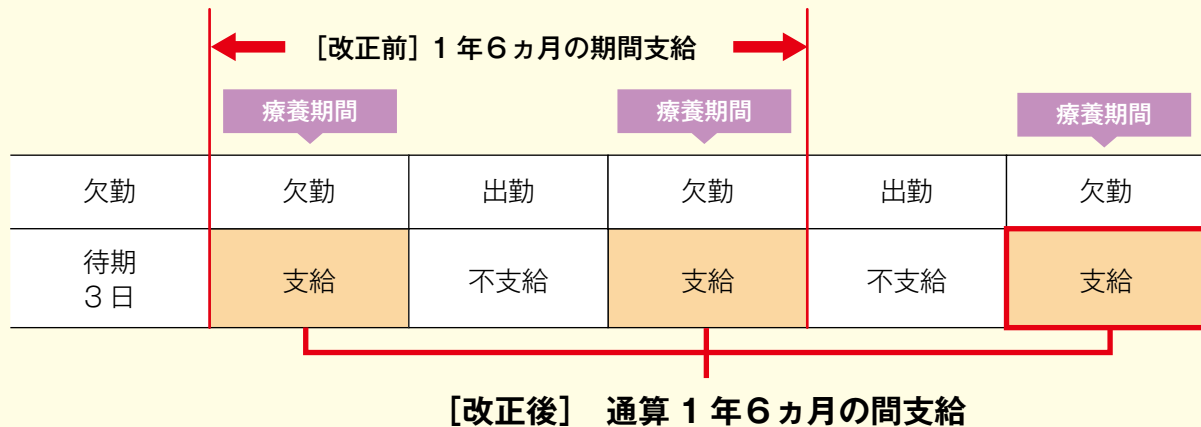 ［改正前］1年6ヵ月の期間支給
療養期間 療養期間 療養期間
欠勤 欠勤 出勤 欠勤 出勤 欠勤
待期
3日 支給 不支給 支給 不支給 支給
［改正後］ 通算1年6ヵ月の間支給